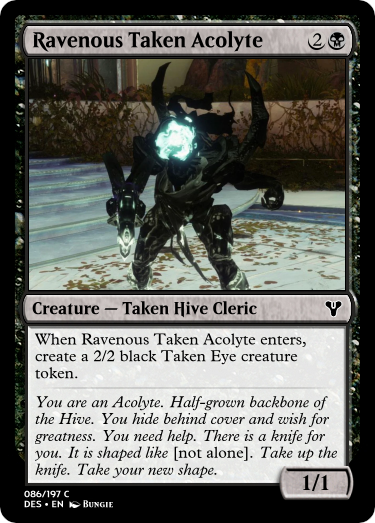 Ravenous Taken Acolyte 2
Creature — Taken Hive Cleric
When Ravenous Taken Acolyte enters,
create a 2/2 black Taken Eye creature
token.
You are an Acolyte. Half-grown backbone of
the Hive. You hide behind cover and wish for
greatness. You need help. There is a knife for
you. It is shaped like [not alone]. Take up the
knife. Take your new shape.
1/1
086/197 C
DES • EN Bungie